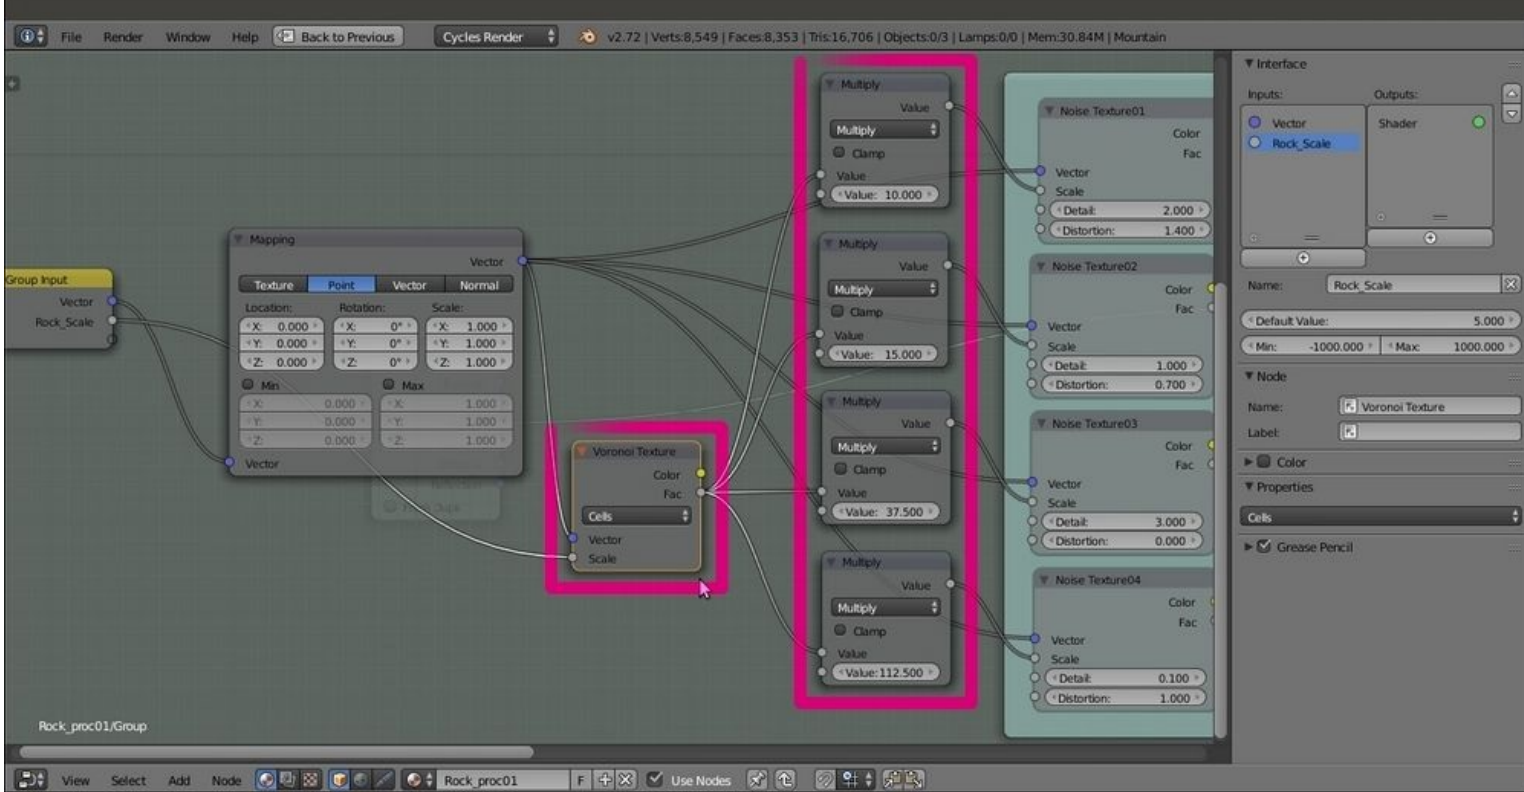 File Render Window Help Back to Previous Cycles Render v2.72 | Verts:8,549 | Faces:8,353 | Tris:16,706 | Objects:0/3 | Lamps:0/0 | Mem:30.84M | Mountain
Group Input
Vector
Rock_Scale
Mapping
Vector
Texture Point Vector Normal
Location: Rotation: Scale:
X: 0.000 X: 0° X: 1.000
Y: 0.000 Y: 0° Y: 1.000
Z: 0.000 Z: 0° Z: 1.000
Min Max
X: 0.000 X: 1.000
Y: 0.000 Y: 1.000
Z: 0.000 Z: 1.000
Vector
Voronoi Texture
Color
Fac
Cells
Vector
Scale
Multiply
Value
Multiply
Clamp
Value
Value: 10.000
Multiply
Value
Multiply
Clamp
Value
Value: 15.000
Multiply
Value
Multiply
Clamp
Value
Value: 37.500
Multiply
Value
Multiply
Clamp
Value
Value: 112.500
Noise Texture01
Color
Fac
Vector
Scale
Detail: 2.000
Distortion: 1.400
Noise Texture02
Color
Fac
Vector
Scale
Detail: 1.000
Distortion: 0.700
Noise Texture03
Color
Fac
Vector
Scale
Detail: 3.000
Distortion: 0.000
Noise Texture04
Color
Fac
Vector
Scale
Detail: 0.100
Distortion: 1.000
Interface
Inputs: Outputs:
Vector Shader
Rock_Scale
Name: Rock_Scale
Default Value: 5.000
Min: -1000.000 Max: 1000.000
Node
Name: Voronoi Texture
Label:
Color
Properties
Cells
Grease Pencil
Rock_proc01/Group
View Select Add Node Rock_proc01 F Use Nodes